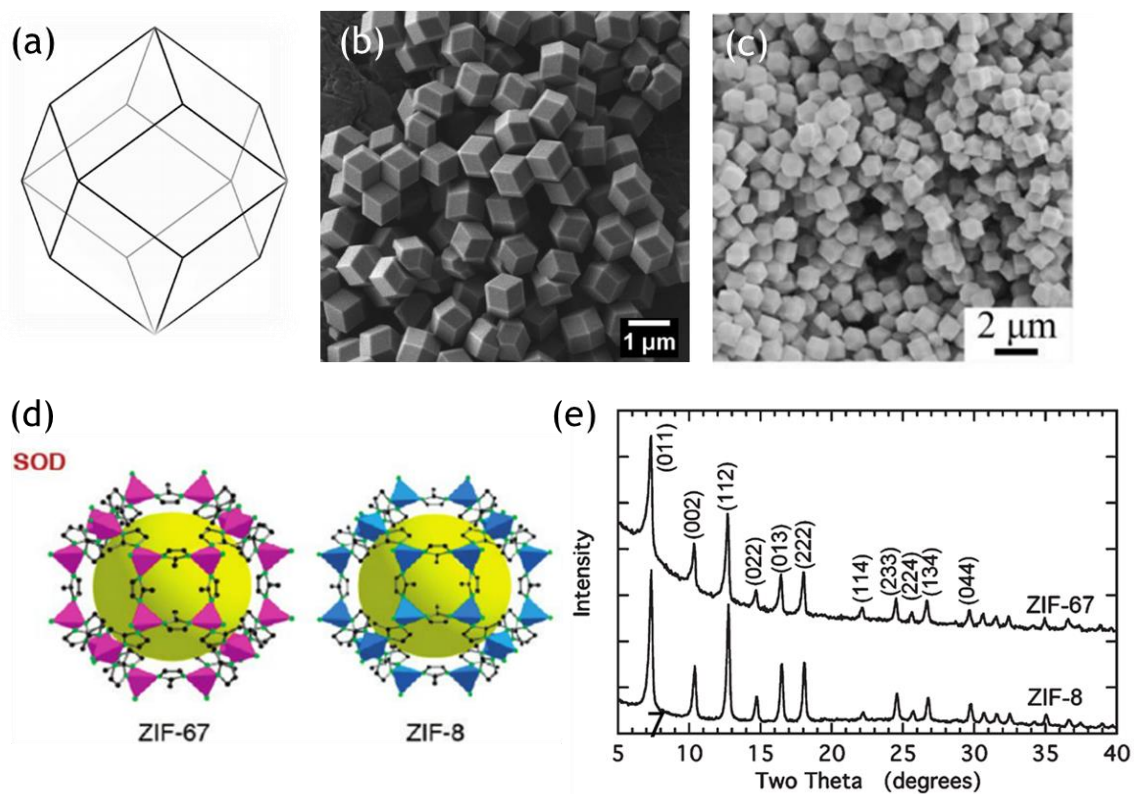 (a)
(b)
(c)
1 μm
2 μm
(d)
(e)
SOD
ZIF-67
ZIF-8
Intensity
(011)
(002)
(112)
(022)
(013)
(222)
(114)
(233)
(224)
(134)
(044)
ZIF-67
ZIF-8
5
7
10
15
20
25
30
35
40
Two Theta (degrees)